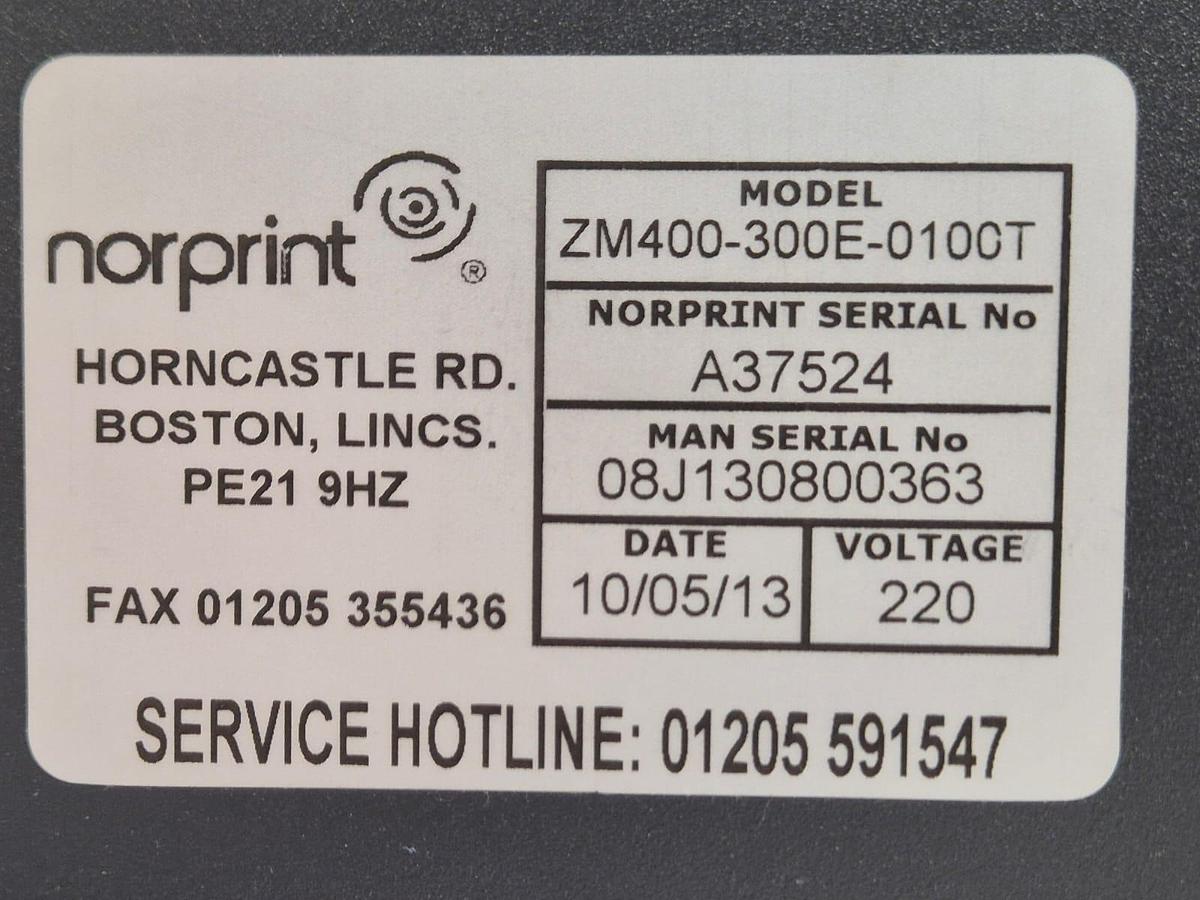 norprint ®
HORNCASTLE RD.
BOSTON, LINCS.
PE21 9HZ
FAX 01205 355436
MODEL
ZM400-300E-0100T
NORPRINT SERIAL No
A37524
MAN SERIAL No
08J130800363
DATE
10/05/13
VOLTAGE
220
SERVICE HOTLINE: 01205 591547